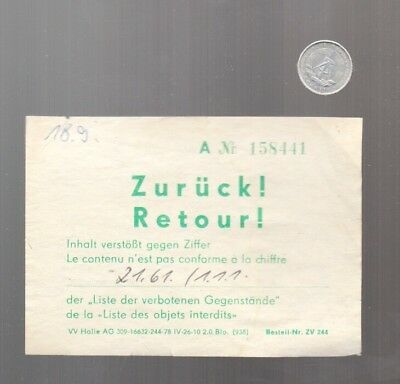 18.9.
A № 158441
Zurück!
Retour!
Inhalt verstößt gegen Ziffer
Le contenu n'est pas conforme à la chiffre
21.61. /1.1.1.
der „Liste der verbotenen Gegenstände“
de la «Liste des objets interdits»
VV Halle AG 309-16632-244-78 IV-26-10 2.0. Blo. (938) Bestell-Nr. ZV 244